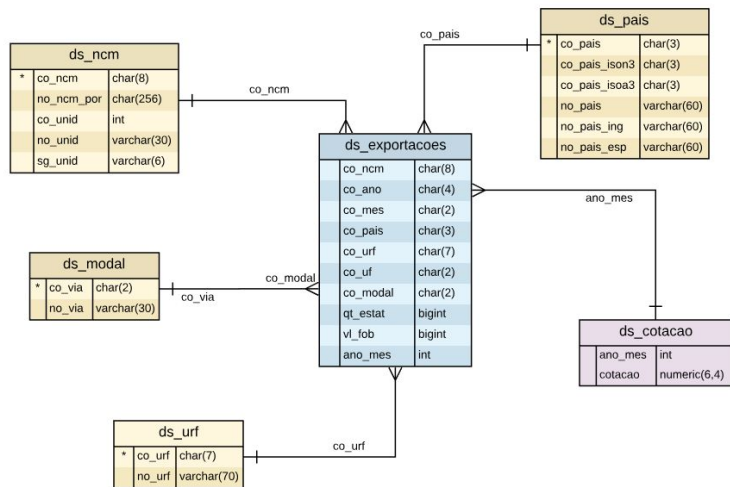 ds_pais
* co_pais char(3)
co_pais_ison3 char(3)
co_pais_isoa3 char(3)
no_pais varchar(60)
no_pais_ing varchar(60)
no_pais_esp varchar(60)
co_pais
ds_ncm
* co_ncm char(8)
no_ncm_por char(256)
co_unid int
no_unid varchar(30)
sg_unid varchar(6)
co_ncm
ds_exportacoes
co_ncm char(8)
co_ano char(4)
co_mes char(2)
co_pais char(3)
co_urf char(7)
co_uf char(2)
co_modal char(2)
qt_estat bigint
vl_fob bigint
ano_mes int
ano_mes
ds_modal
* co_via char(2)
no_via varchar(30)
co_modal
co_via
ds_cotacao
ano_mes int
cotacao numeric(6,4)
ds_urf
* co_urf char(7)
no_urf varchar(70)
co_urf